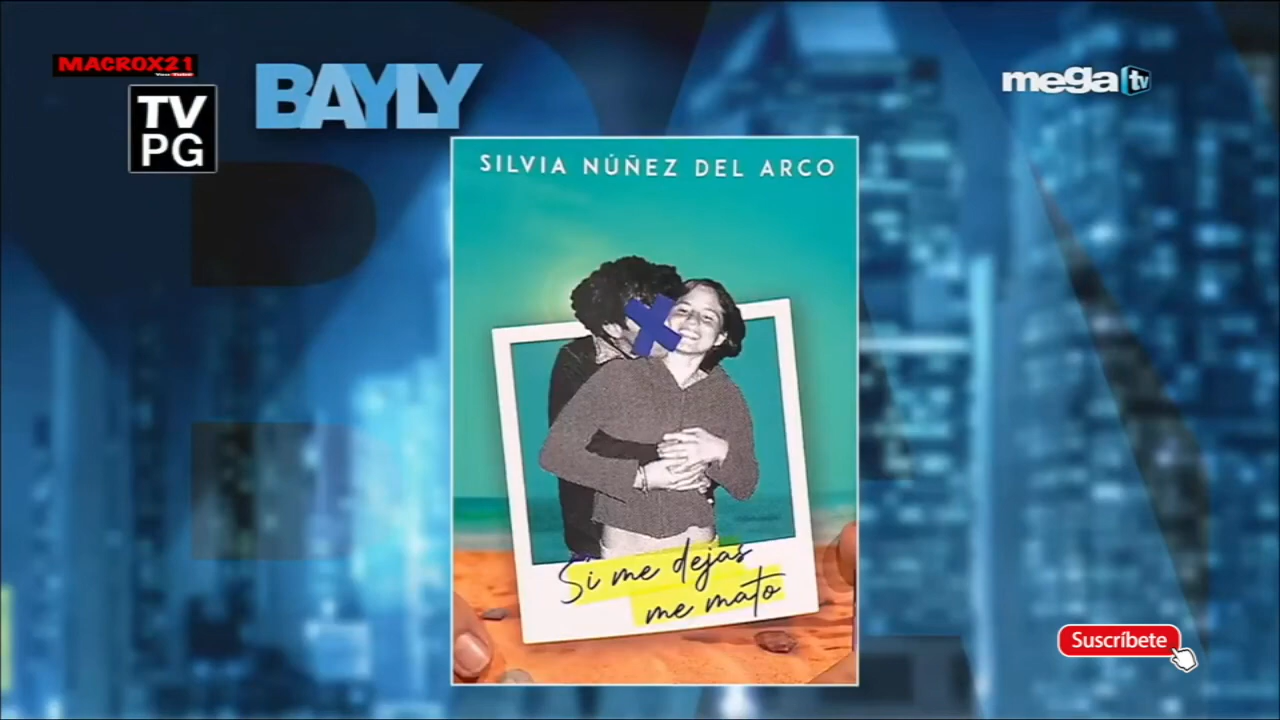 MACROX21
TV
PG
BAYLY
mega tv
SILVIA NÚÑEZ DEL ARCO
Si me dejas
me mato
Suscríbete